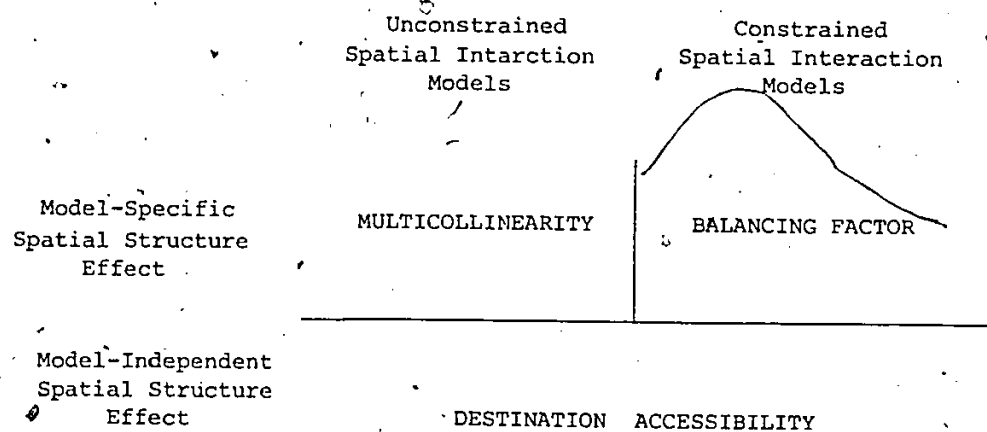 Unconstrained
Spatial Intarction
Models
Constrained
Spatial Interaction
Models
Model-Specific
Spatial Structure
Effect
MULTICOLLINEARITY
BALANCING FACTOR
Model-Independent
Spatial Structure
Effect
DESTINATION ACCESSIBILITY